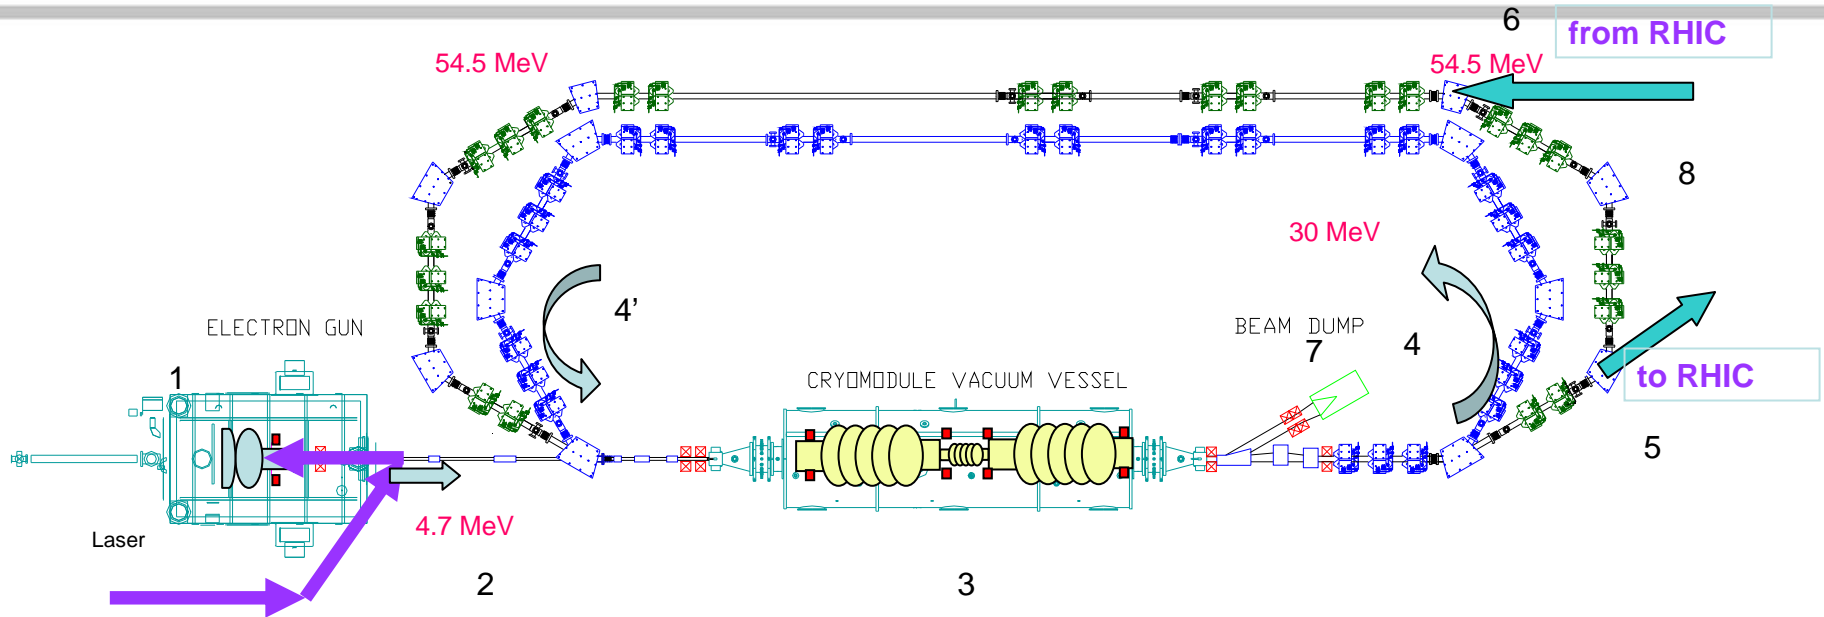 6
from RHIC
54.5 MeV
54.5 MeV
8
30 MeV
4’
ELECTRON GUN
BEAM DUMP
7
4
1
CRYOMODULE VACUUM VESSEL
to RHIC
5
4.7 MeV
Laser
2
3